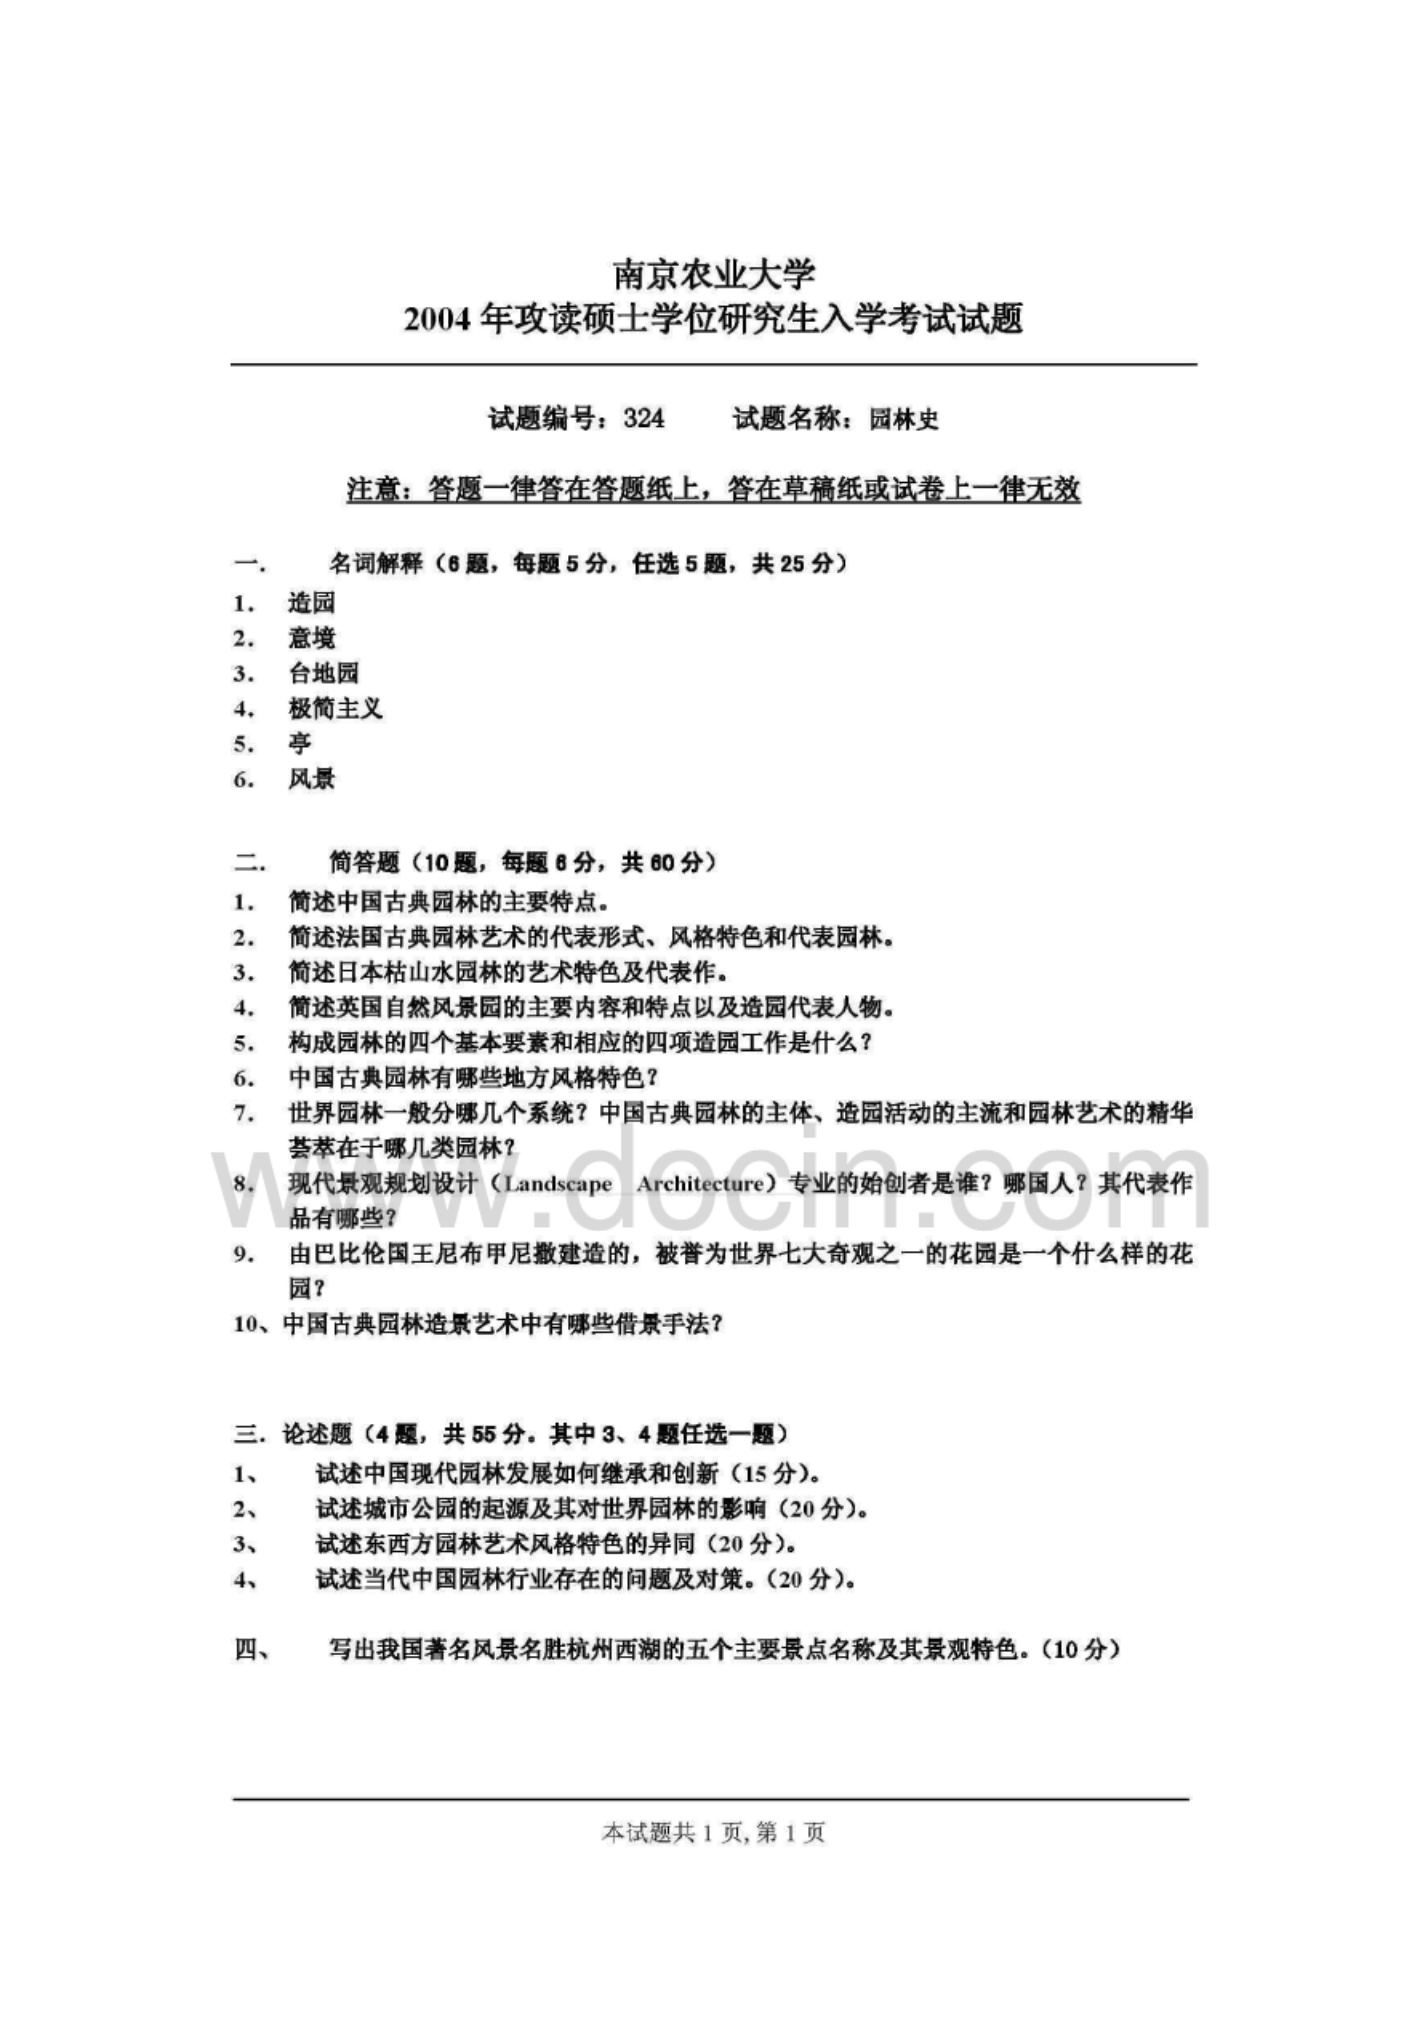 南京农业大学
2004 年攻读硕士学位研究生入学考试试题
试题编号：324 试题名称：园林史
注意：答题一律答在答题纸上，答在草稿纸或试卷上一律无效
一． 名词解释（6 题，每题 5 分，任选 5 题，共 25 分）
1． 造园
2． 意境
3． 台地园
4． 极简主义
5． 亭
6． 风景
二． 简答题（10 题，每题 6 分，共 60 分）
1． 简述中国古典园林的主要特点。
2． 简述法国古典园林艺术的代表形式、风格特色和代表园林。
3． 简述日本枯山水园林的艺术特色及代表作。
4． 简述英国自然风景园的主要内容和特点以及造园代表人物。
5． 构成园林的四个基本要素和相应的四项造园工作是什么？
6． 中国古典园林有哪些地方风格特色？
7． 世界园林一般分哪几个系统？中国古典园林的主体、造园活动的主流和园林艺术的精华
荟萃在于哪几类园林？
www.docin.com
8． 现代景观规划设计（Landscape Architecture）专业的始创者是谁？哪国人？其代表作
品有哪些？
9． 由巴比伦国王尼布甲尼撒建造的，被誉为世界七大奇观之一的花园是一个什么样的花
园？
10、中国古典园林造景艺术中有哪些借景手法？
三．论述题（4 题，共 55 分。其中 3、4 题任选一题）
1、 试述中国现代园林发展如何继承和创新（15 分）。
2、 试述城市公园的起源及其对世界园林的影响（20 分）。
3、 试述东西方园林艺术风格特色的异同（20 分）。
4、 试述当代中国园林行业存在的问题及对策。（20 分）。
四、 写出我国著名风景名胜杭州西湖的五个主要景点名称及其景观特色。（10 分）
本试题共 1 页, 第 1 页